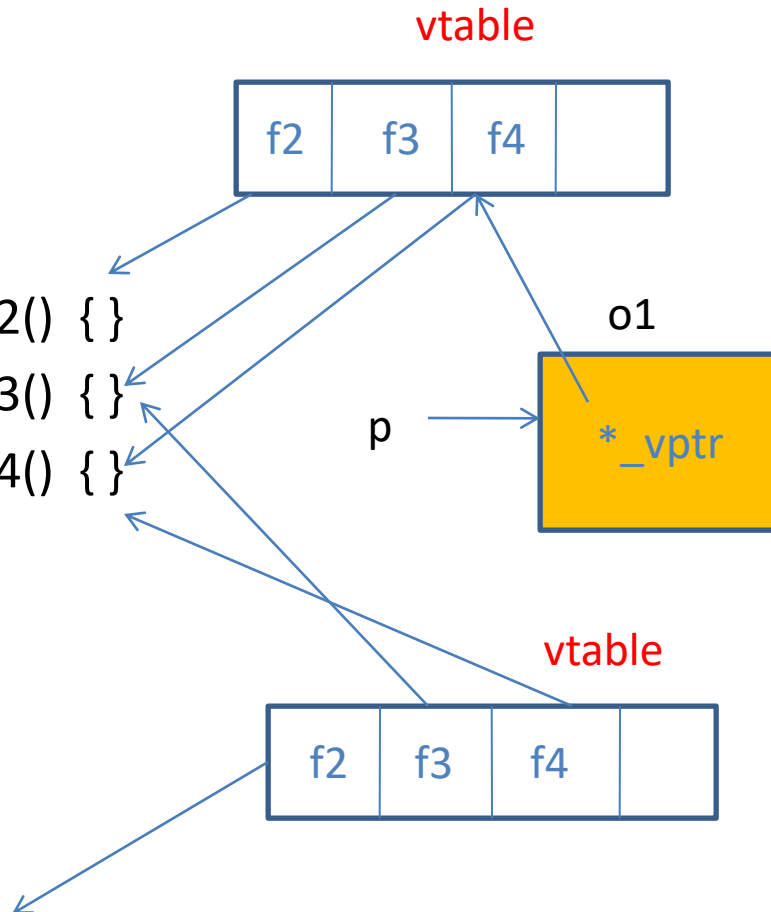 vtable
f2 f3 f4
2() { }
o1
3() { }
p
*_vptr
4() { }
vtable
f2 f3 f4